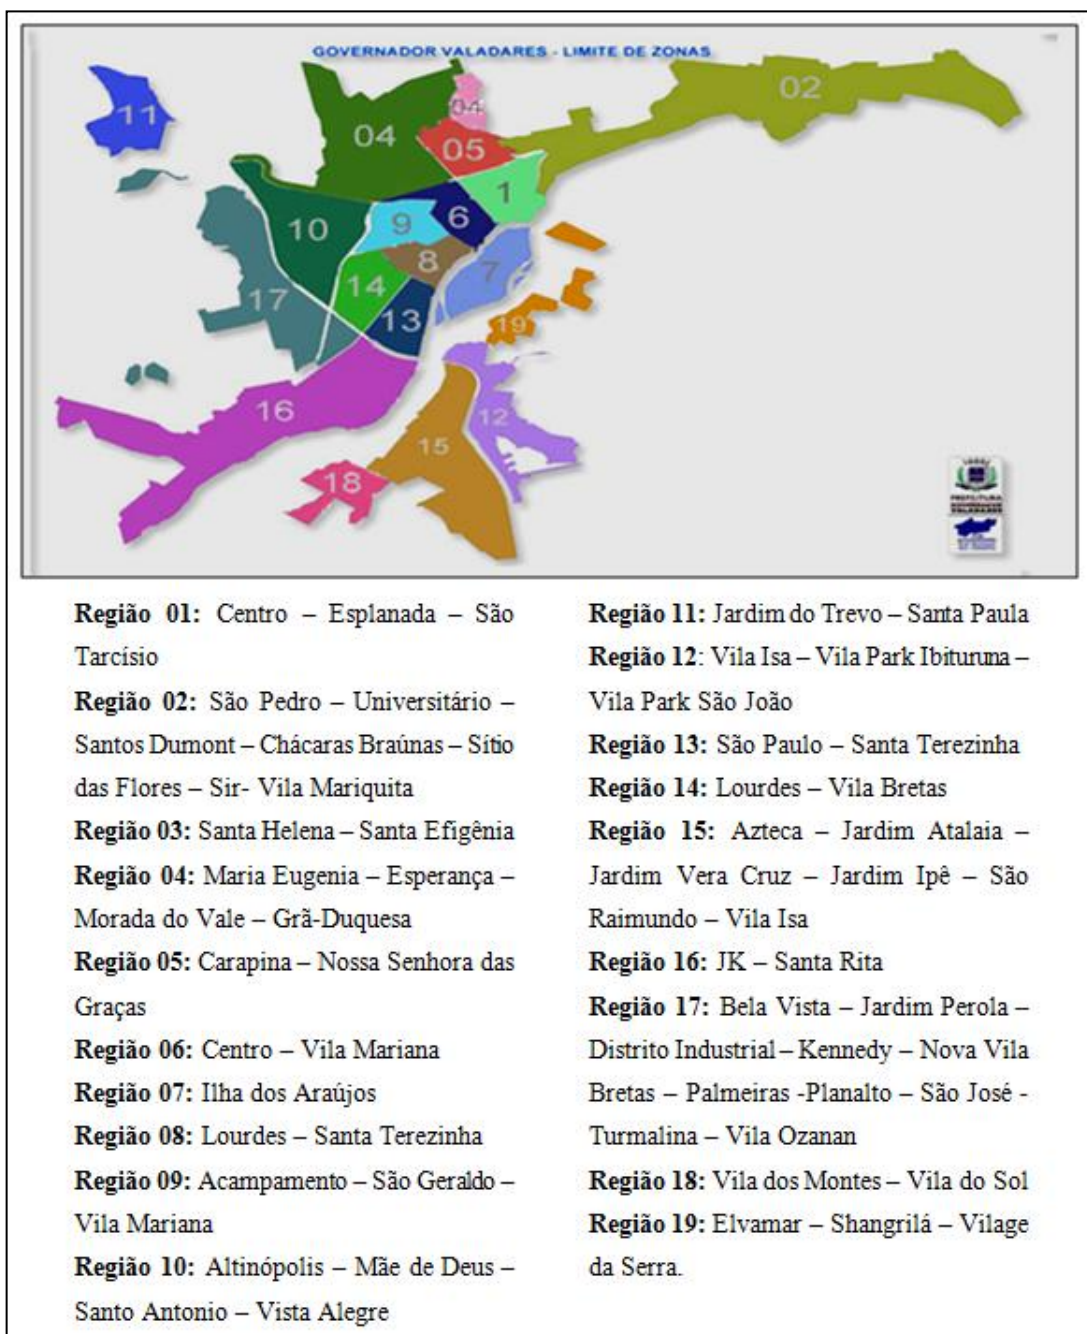 GOVERNADOR VALADARES - LIMITE DE ZONAS
11
04
04
02
05
1
10
9
6
8
7
17
14
13
19
16
12
15
18
PREFEITURA
GOVERNADOR
VALADARES
Região 01: Centro – Esplanada – São
Tarcísio
Região 02: São Pedro – Universitário –
Santos Dumont – Chácaras Braúnas – Sítio
das Flores – Sir- Vila Mariquita
Região 03: Santa Helena – Santa Efigênia
Região 04: Maria Eugenia – Esperança –
Morada do Vale – Grã-Duquesa
Região 05: Carapina – Nossa Senhora das
Graças
Região 06: Centro – Vila Mariana
Região 07: Ilha dos Araújos
Região 08: Lourdes – Santa Terezinha
Região 09: Acampamento – São Geraldo –
Vila Mariana
Região 10: Altinópolis – Mãe de Deus –
Santo Antonio – Vista Alegre
Região 11: Jardim do Trevo – Santa Paula
Região 12: Vila Isa – Vila Park Ibituruna –
Vila Park São João
Região 13: São Paulo – Santa Terezinha
Região 14: Lourdes – Vila Bretas
Região 15: Azteca – Jardim Atalaia –
Jardim Vera Cruz – Jardim Ipê – São
Raimundo – Vila Isa
Região 16: JK – Santa Rita
Região 17: Bela Vista – Jardim Perola –
Distrito Industrial – Kennedy – Nova Vila
Bretas – Palmeiras -Planalto – São José -
Turmalina – Vila Ozanan
Região 18: Vila dos Montes – Vila do Sol
Região 19: Elvamar – Shangrilá – Vilage
da Serra.